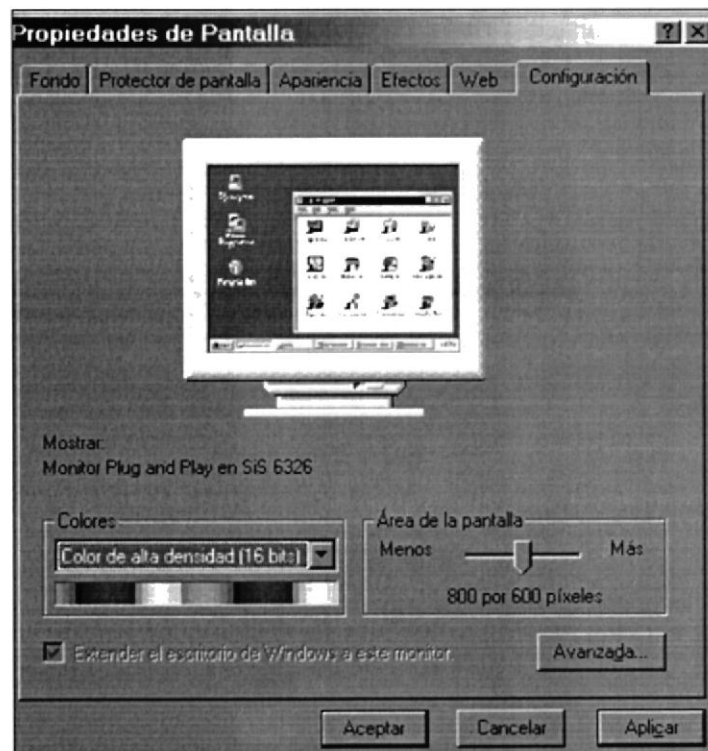 Propiedades de Pantalla
? ×
Fondo Protector de pantalla Apariencia Efectos Web Configuración
Mostrar:
Monitor Plug and Play en SiS 6326
Colores
Color de alta densidad (16 bits)
Área de la pantalla
Menos Más
800 por 600 píxeles
Extender el escritorio de Windows a este monitor.
Avanzada...
Aceptar Cancelar Aplicar